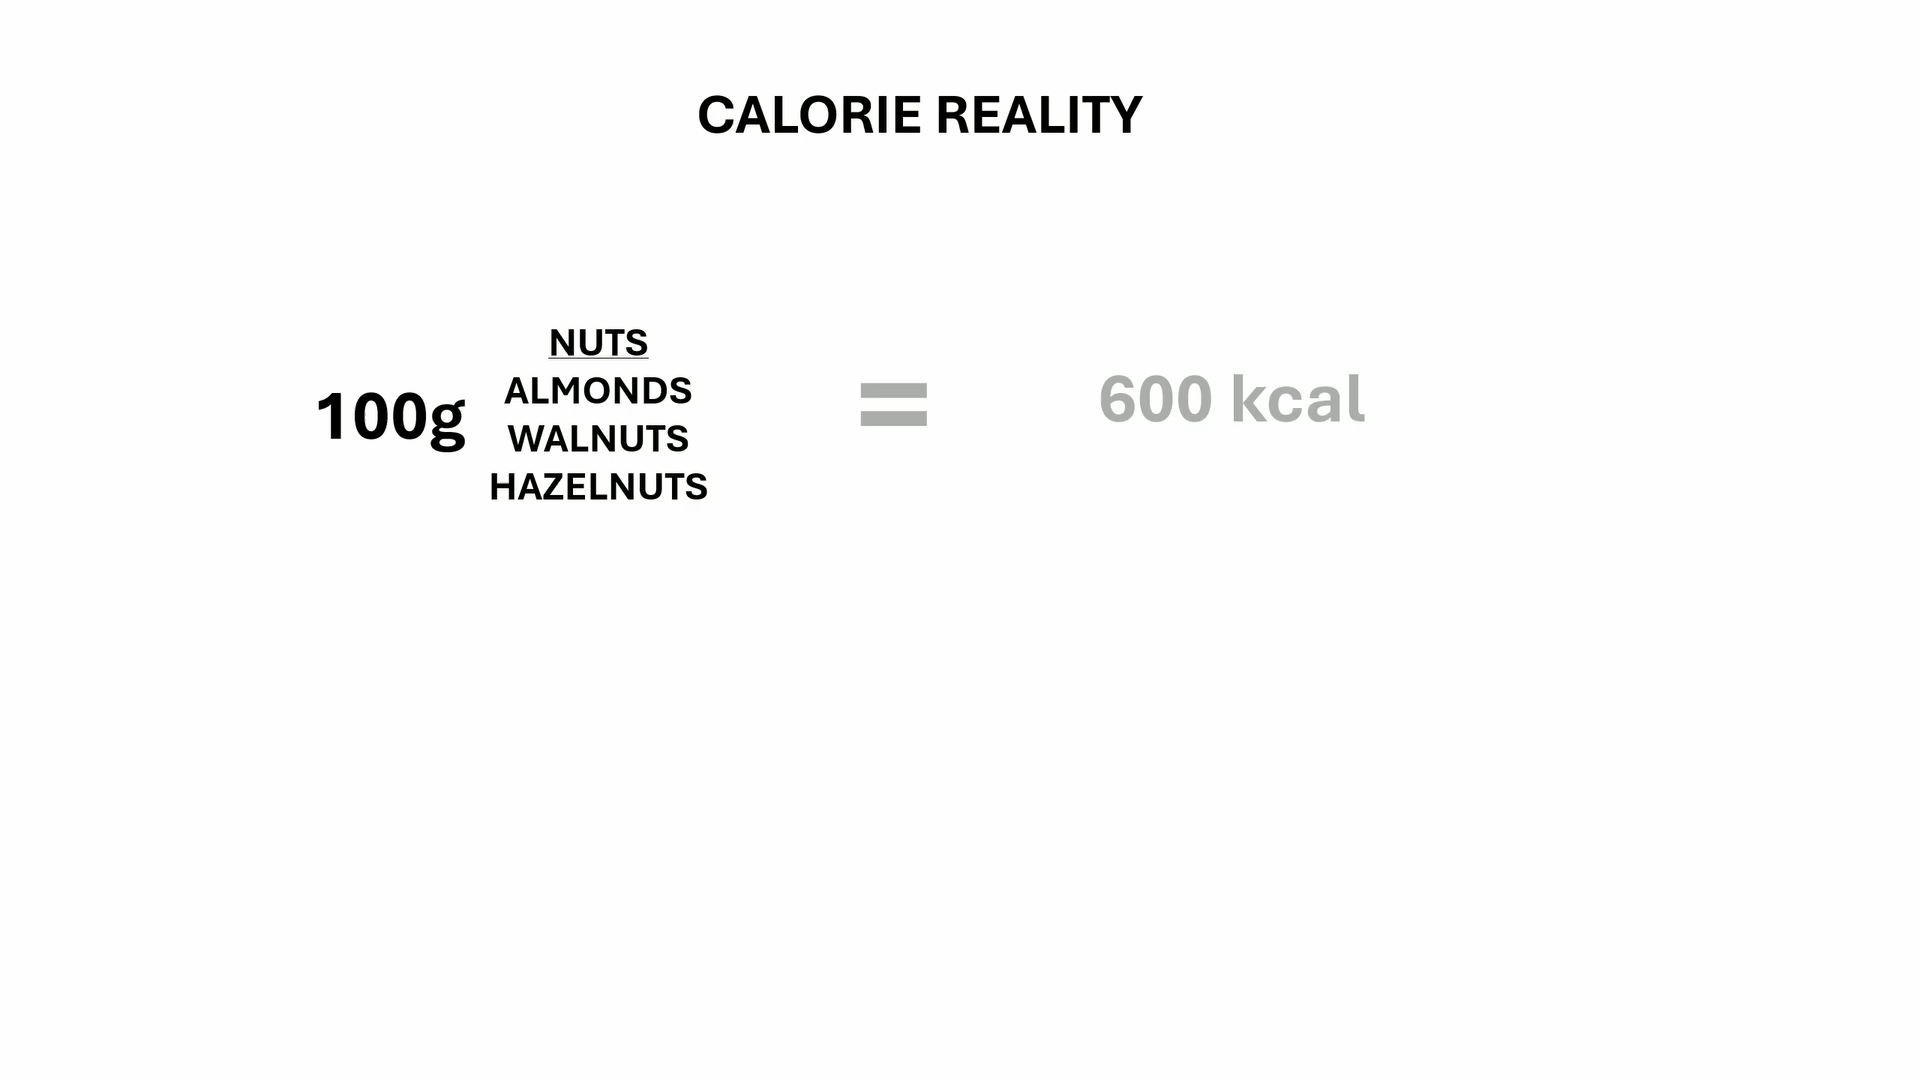 CALORIE REALITY
NUTS
ALMONDS
100g
WALNUTS
HAZELNUTS
=
600 kcal